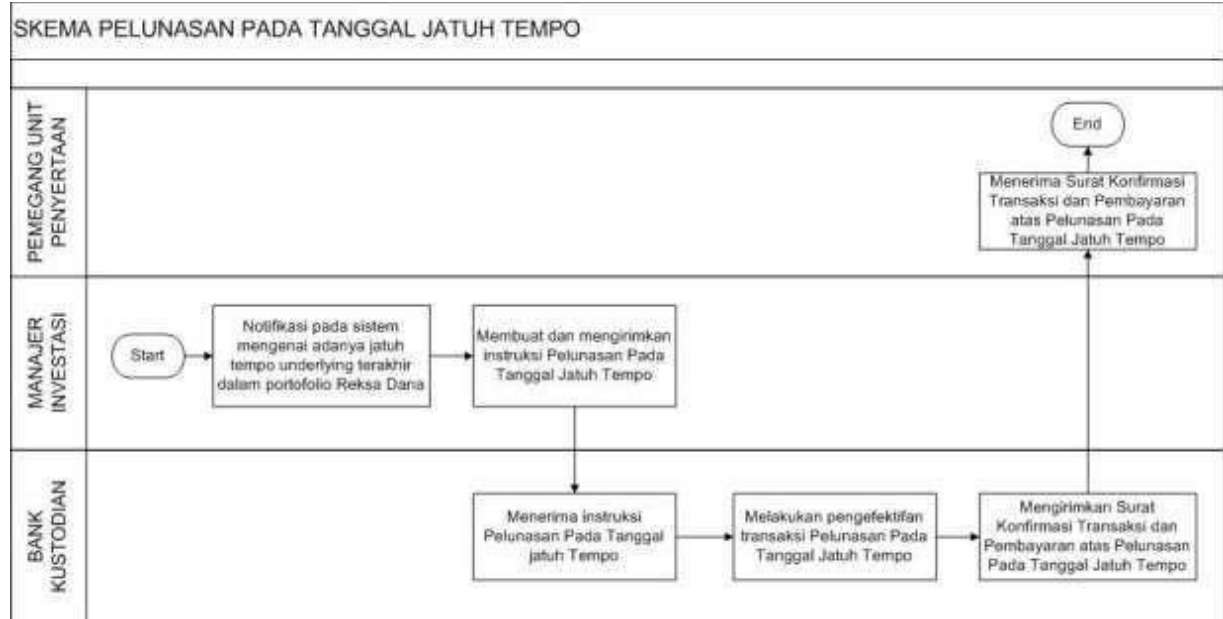 SKEMA PELUNASAN PADA TANGGAL JATUH TEMPO
PEMEGANG UNIT
PENYERTAAN
End
Menerima Surat Konfirmasi
Transaksi dan Pembayaran
atas Pelunasan Pada
Tanggal Jatuh Tempo
MANAJER
INVESTASI
Start
Notifikasi pada sistem
mengenai adanya jatuh
tempo underlying terakhir
dalam portofolio Reksa Dana
Membuat dan mengirimkan
instruksi Pelunasan Pada
Tanggal Jatuh Tempo
BANK
KUSTODIAN
Menerima instruksi
Pelunasan Pada Tanggal
jatuh Tempo
Melakukan pengefektifan
transaksi Pelunasan Pada
Tanggal Jatuh Tempo
Mengirimkan Surat
Konfirmasi Transaksi dan
Pembayaran atas Pelunasan
Pada Tanggal Jatuh Tempo